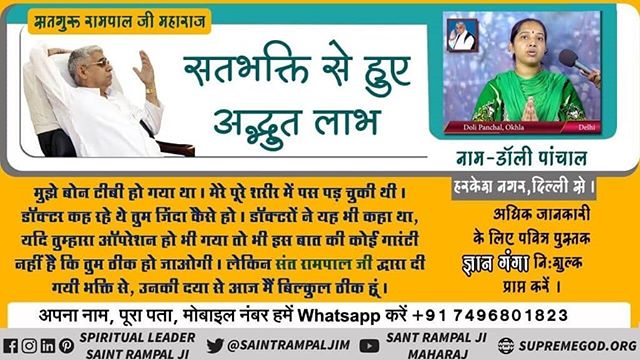 सतगुरु रामपाल जी महाराज
सतभक्ति से हुए
अद्भुत लाभ
Doli Panchal, Okhla Delhi
नाम-डॉली पांचाल
हरकेश नगर,दिल्ली से।
मुझे बोन टीबी हो गया था। मेरे पूरे शरीर में पस पड़ चुकी थी।
डॉक्टर कह रहे थे तुम जिंदा कैसे हो। डॉक्टरों ने यह भी कहा था,
यदि तुम्हारा ऑपरेशन हो भी गया तो भी इस बात की कोई गारंटी
नहीं है कि तुम ठीक हो जाओगी। लेकिन संत रामपाल जी द्वारा दी
गयी भक्ति से, उनकी दया से आज मैं बिल्कुल ठीक हूं।
अधिक जानकारी
के लिए पवित्र पुस्तक
ज्ञान गंगा नि:शुल्क
प्राप्त करें।
अपना नाम, पूरा पता, मोबाइल नंबर हमें Whatsapp करें +91 7496801823
SPIRITUAL LEADER
SAINT RAMPAL JI
@SAINTRAMPALJIM
SANT RAMPAL JI
MAHARAJ
SUPREMEGOD.ORG